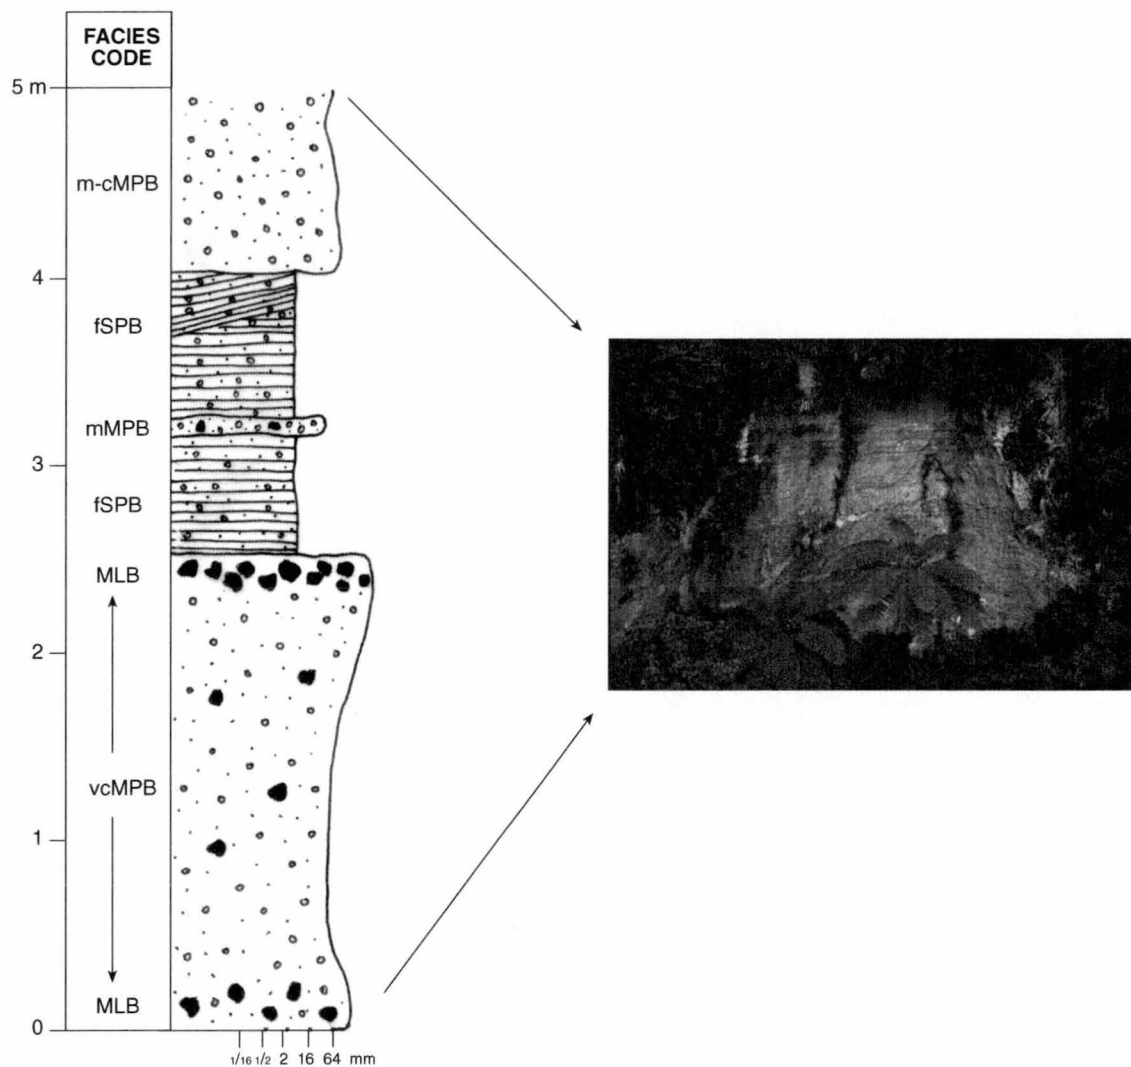 FACIES
CODE
5 m
m-cMPB
4
fSPB
mMPB
3
fSPB
MLB
2
vcMPB
1
MLB
0
1/16 1/2 2 16 64 mm